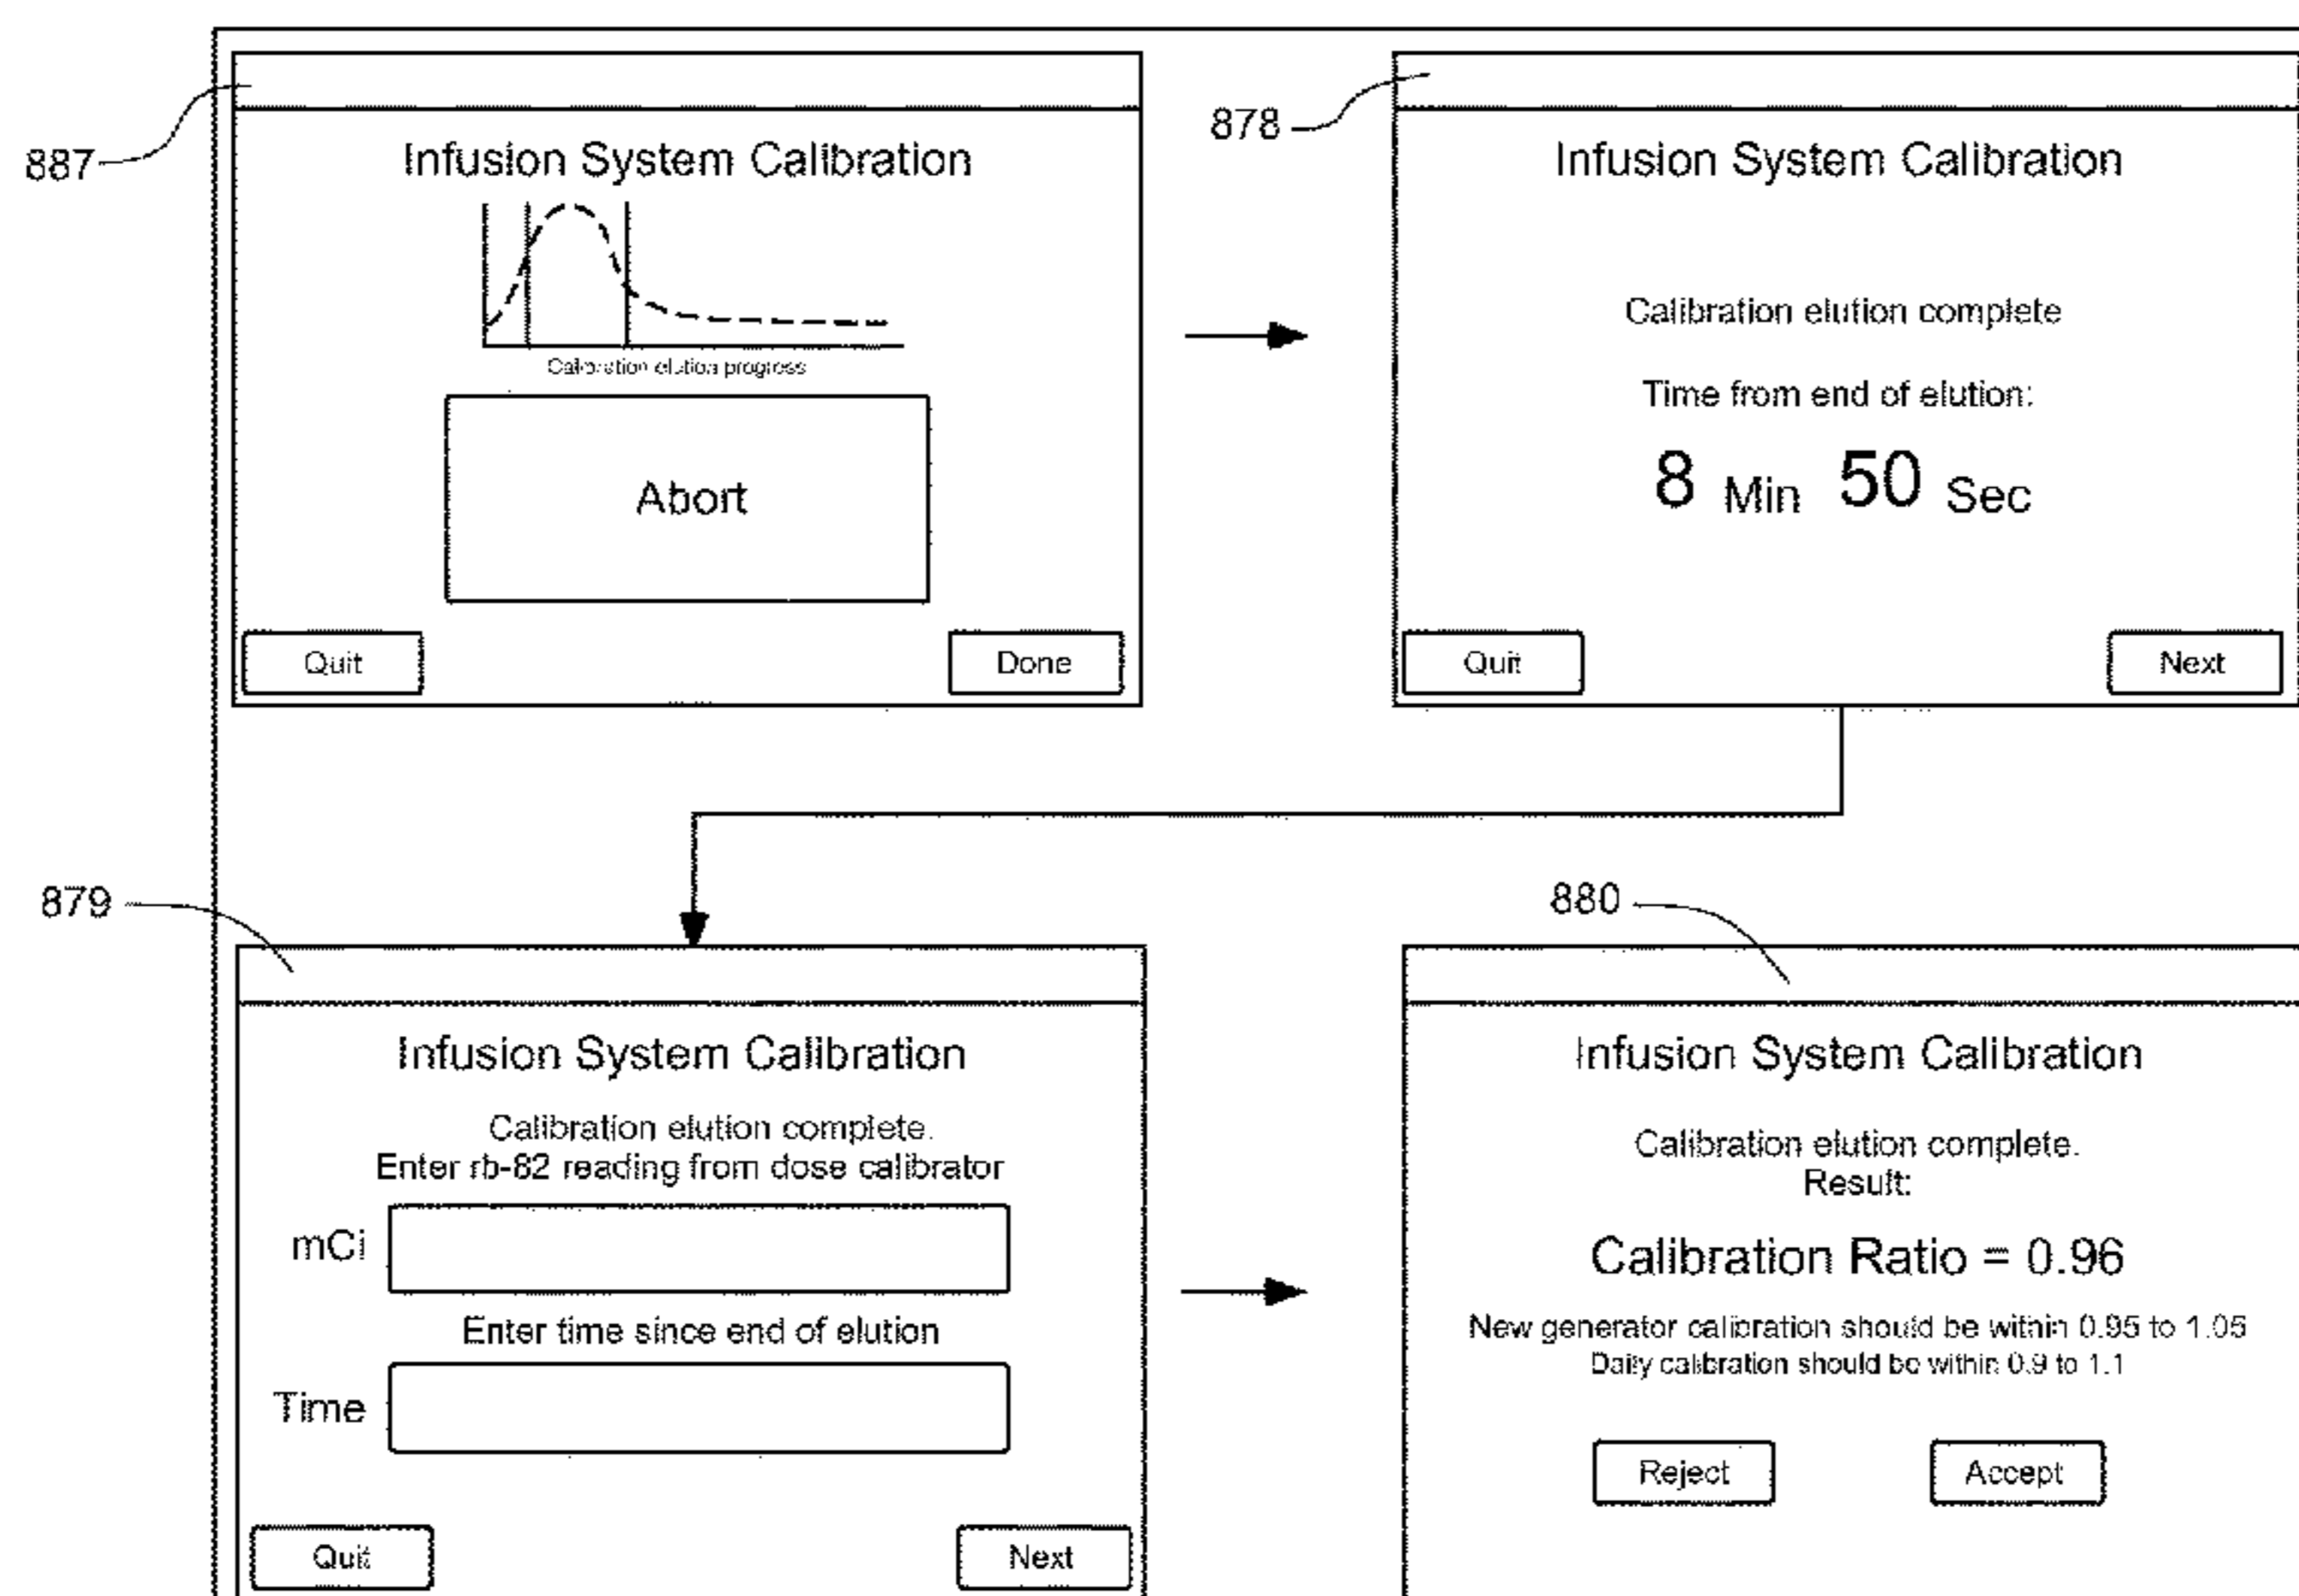 887
Infusion System Calibration
Calibration elution progress
Abort
Quit
Done
878
Infusion System Calibration
Calibration elution complete
Time from end of elution:
8 Min 50 Sec
Quit
Next
879
Infusion System Calibration
Calibration elution complete.
Enter rb-82 reading from dose calibrator
mCi
Enter time since end of elution
Time
Quit
Next
880
Infusion System Calibration
Calibration elution complete.
Result:
Calibration Ratio = 0.96
New generator calibration should be within 0.95 to 1.05
Daily calibration should be within 0.9 to 1.1
Reject
Accept